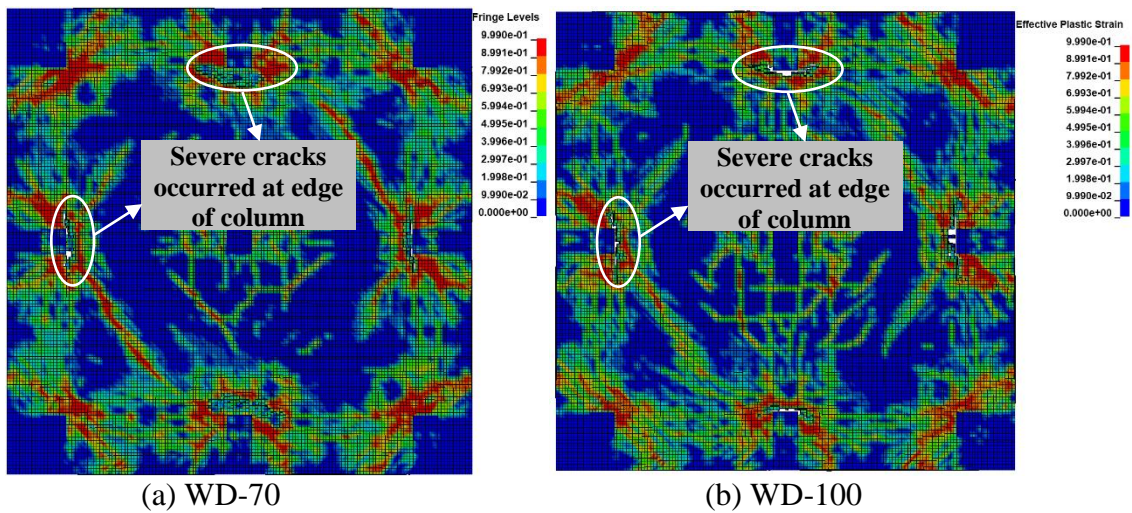 Fringe Levels
9.990e-01
8.991e-01
7.992e-01
6.993e-01
5.994e-01
4.995e-01
3.996e-01
2.997e-01
1.998e-01
9.990e-02
0.000e+00
Severe cracks
occurred at edge
of column
(a) WD-70
Effective Plastic Strain
9.990e-01
8.991e-01
7.992e-01
6.993e-01
5.994e-01
4.995e-01
3.996e-01
2.997e-01
1.998e-01
9.990e-02
0.000e+00
Severe cracks
occurred at edge
of column
(b) WD-100